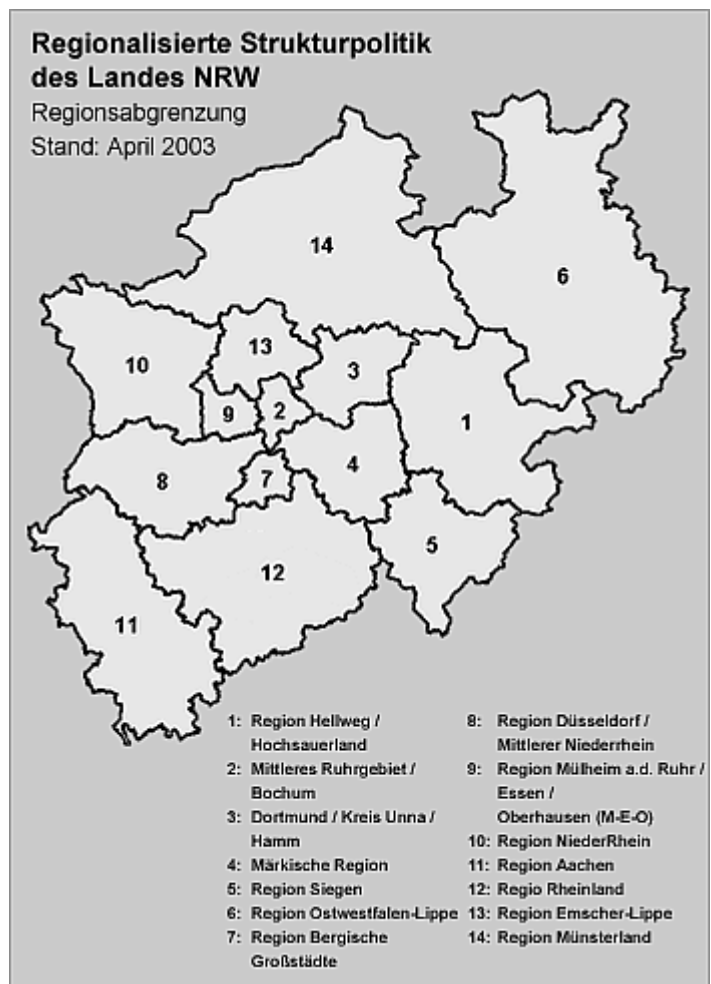 Regionalisierte Strukturpolitik
des Landes NRW
Regionsabgrenzung
Stand: April 2003
14
6
13
10
3
9
2
1
4
7
8
5
12
11
1: Region Hellweg /
Hochsauerland
2: Mittleres Ruhrgebiet /
Bochum
3: Dortmund / Kreis Unna /
Hamm
4: Märkische Region
5: Region Siegen
6: Region Ostwestfalen-Lippe
7: Region Bergische
Großstädte
8: Region Düsseldorf /
Mittlerer Niederrhein
9: Region Mülheim a.d. Ruhr /
Essen /
Oberhausen (M-E-O)
10: Region NiederRhein
11: Region Aachen
12: Regio Rheinland
13: Region Emscher-Lippe
14: Region Münsterland